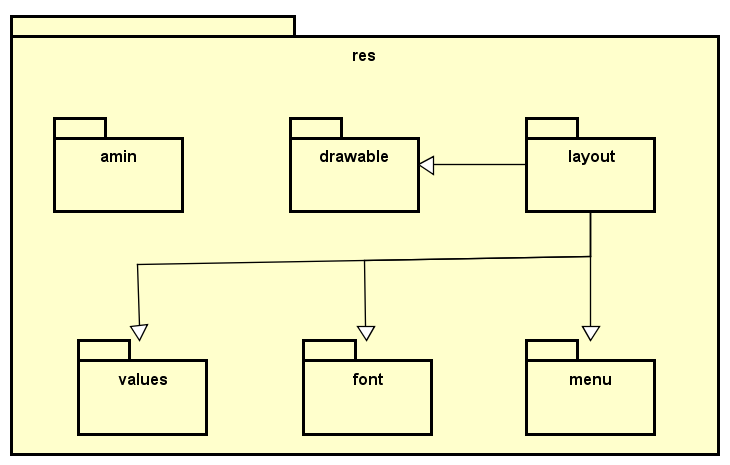 res
amin
drawable
layout
values
font
menu